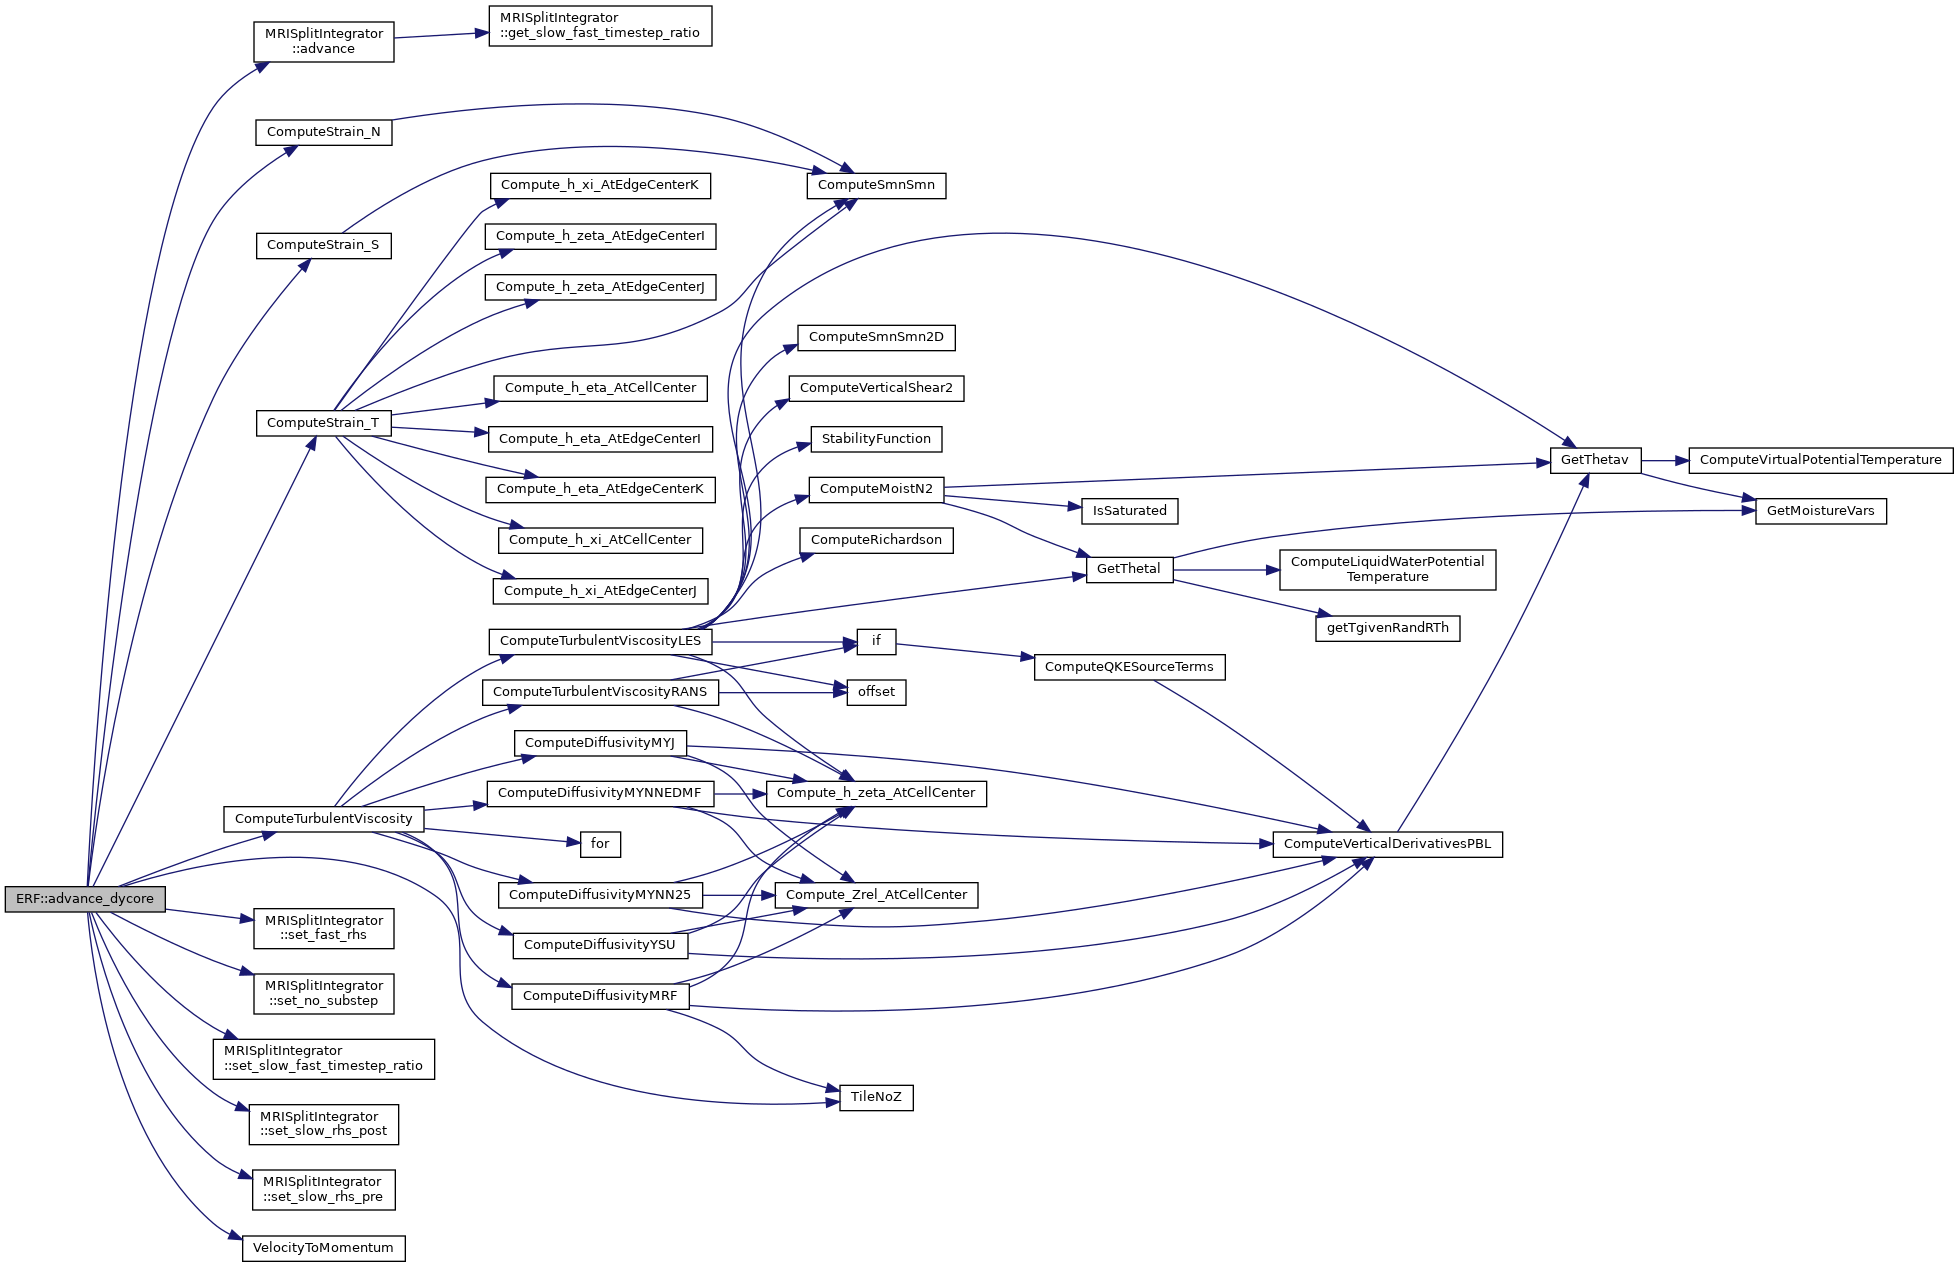 MRISplitIntegrator
::advance
MRISplitIntegrator
::get_slow_fast_timestep_ratio
ComputeStrain_N
ComputeSmnSmn
ComputeStrain_S
Compute_h_xi_AtEdgeCenterK
Compute_h_zeta_AtEdgeCenterI
Compute_h_zeta_AtEdgeCenterJ
ComputeSmnSmn2D
Compute_h_eta_AtCellCenter
ComputeVerticalShear2
ComputeStrain_T
Compute_h_eta_AtEdgeCenterI
StabilityFunction
GetThetav
ComputeVirtualPotentialTemperature
Compute_h_eta_AtEdgeCenterK
ComputeMoistN2
IsSaturated
GetMoistureVars
Compute_h_xi_AtCellCenter
ComputeRichardson
GetThetal
ComputeLiquidWaterPotential
Temperature
Compute_h_xi_AtEdgeCenterJ
getTgivenRandRTh
ComputeTurbulentViscosityLES
if
ComputeQKESourceTerms
ComputeTurbulentViscosityRANS
offset
ComputeDiffusivityMYJ
ComputeDiffusivityMYNNEDMF
Compute_h_zeta_AtCellCenter
ComputeTurbulentViscosity
for
ComputeVerticalDerivativesPBL
ERF::advance_dycore
ComputeDiffusivityMYNN25
Compute_Zrel_AtCellCenter
MRISplitIntegrator
::set_fast_rhs
ComputeDiffusivityYSU
MRISplitIntegrator
::set_no_substep
ComputeDiffusivityMRF
MRISplitIntegrator
::set_slow_fast_timestep_ratio
TileNoZ
MRISplitIntegrator
::set_slow_rhs_post
MRISplitIntegrator
::set_slow_rhs_pre
VelocityToMomentum